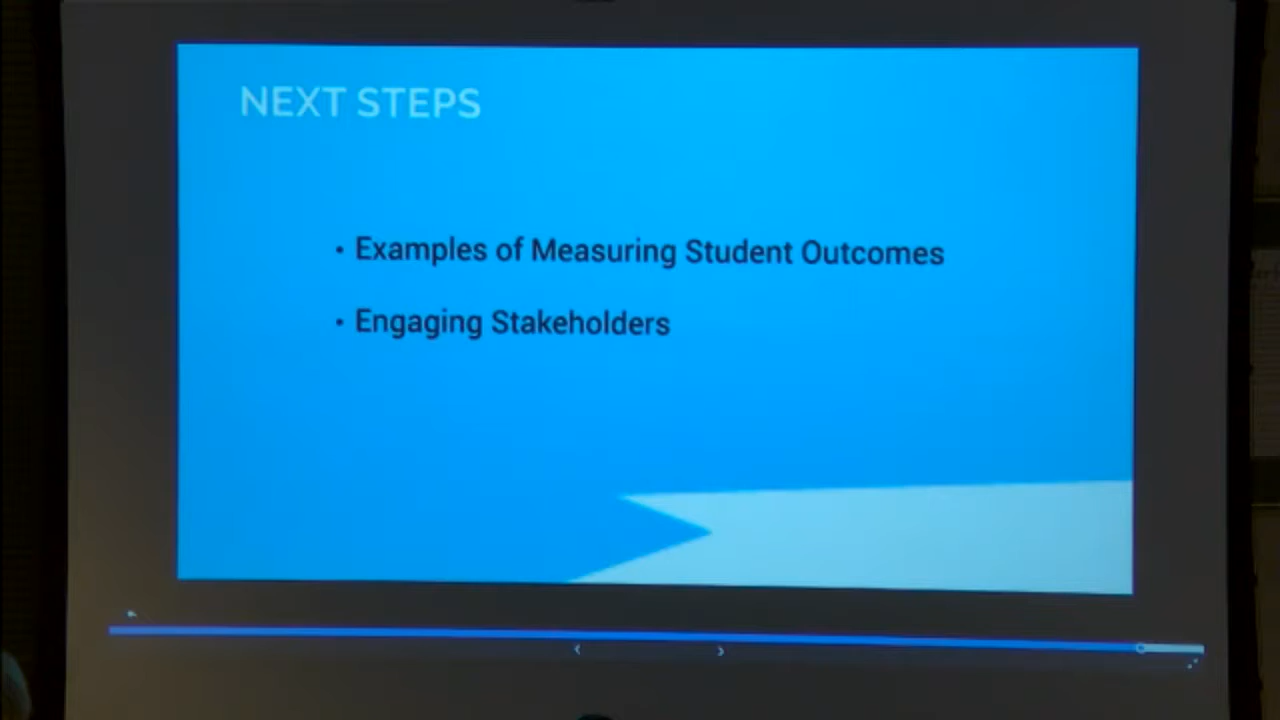 NEXT STEPS
• Examples of Measuring Student Outcomes
• Engaging Stakeholders